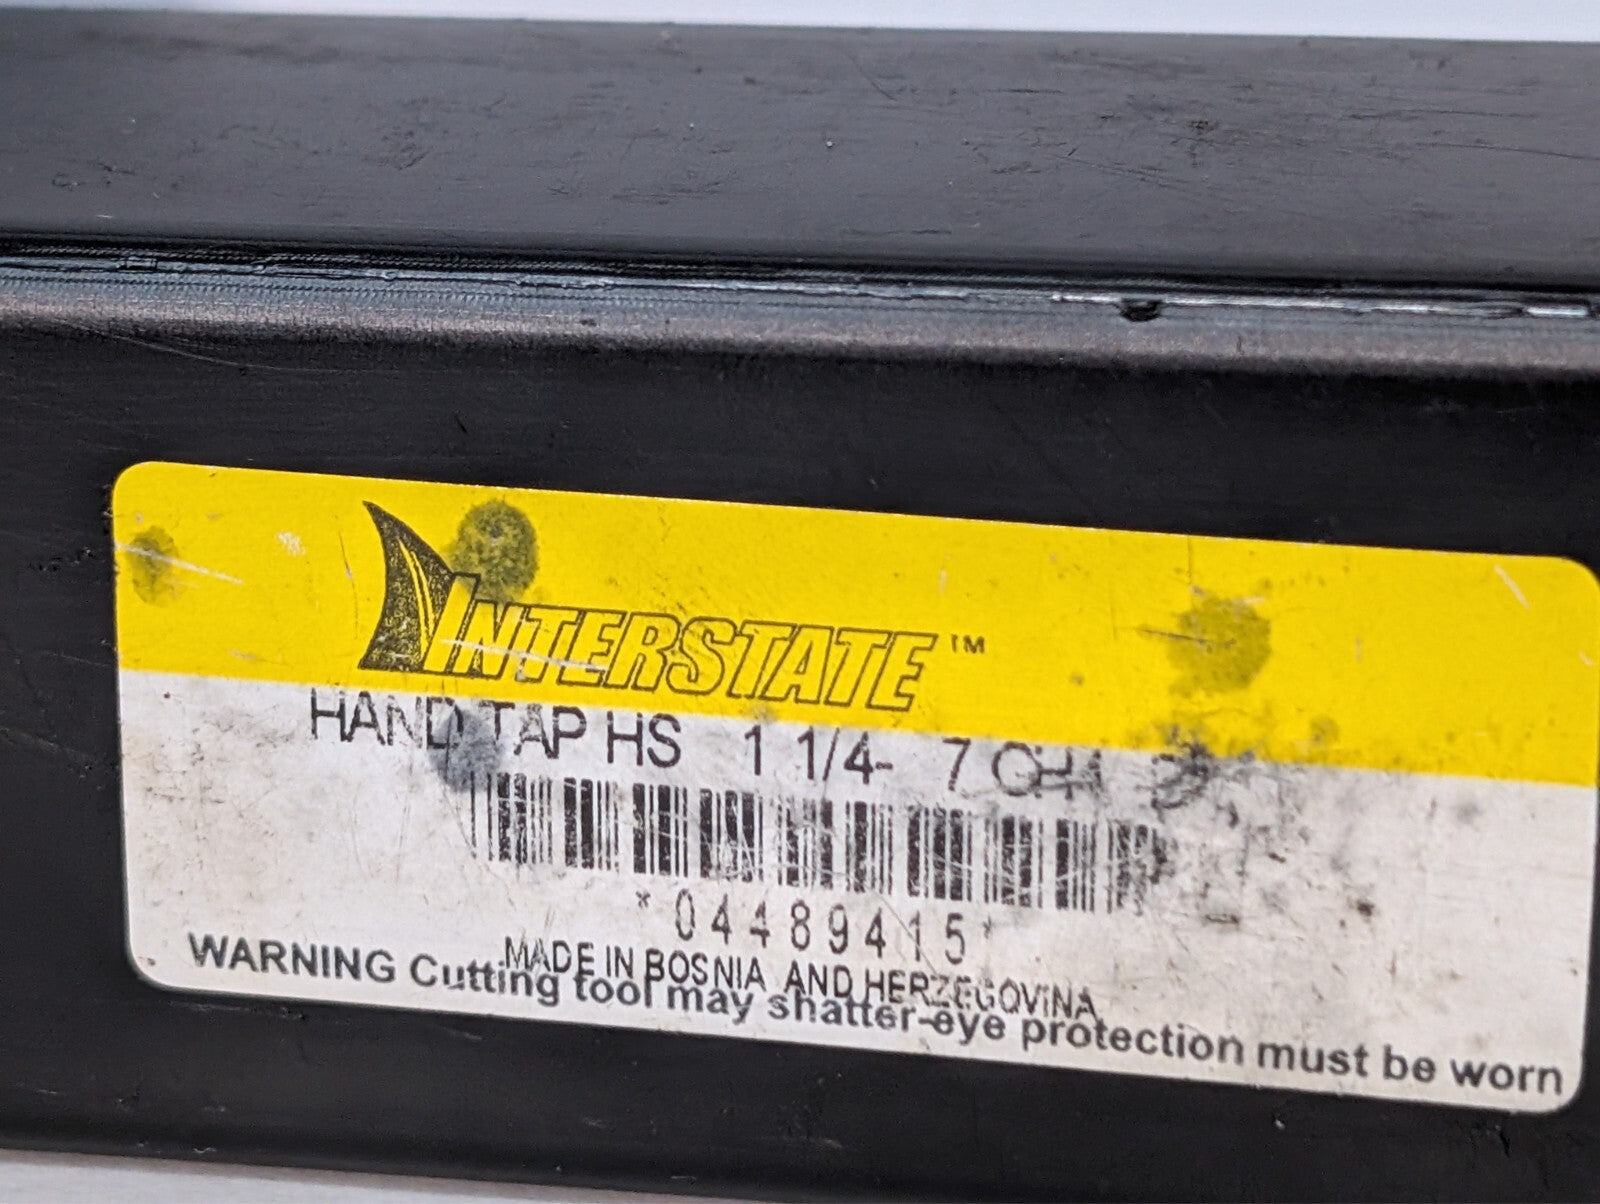 INTERSTATE™
HAND TAP HS 1 1/4- 7
*04489415*
MADE IN BOSNIA AND HERZEGOVINA
WARNING Cutting tool may shatter-eye protection must be worn